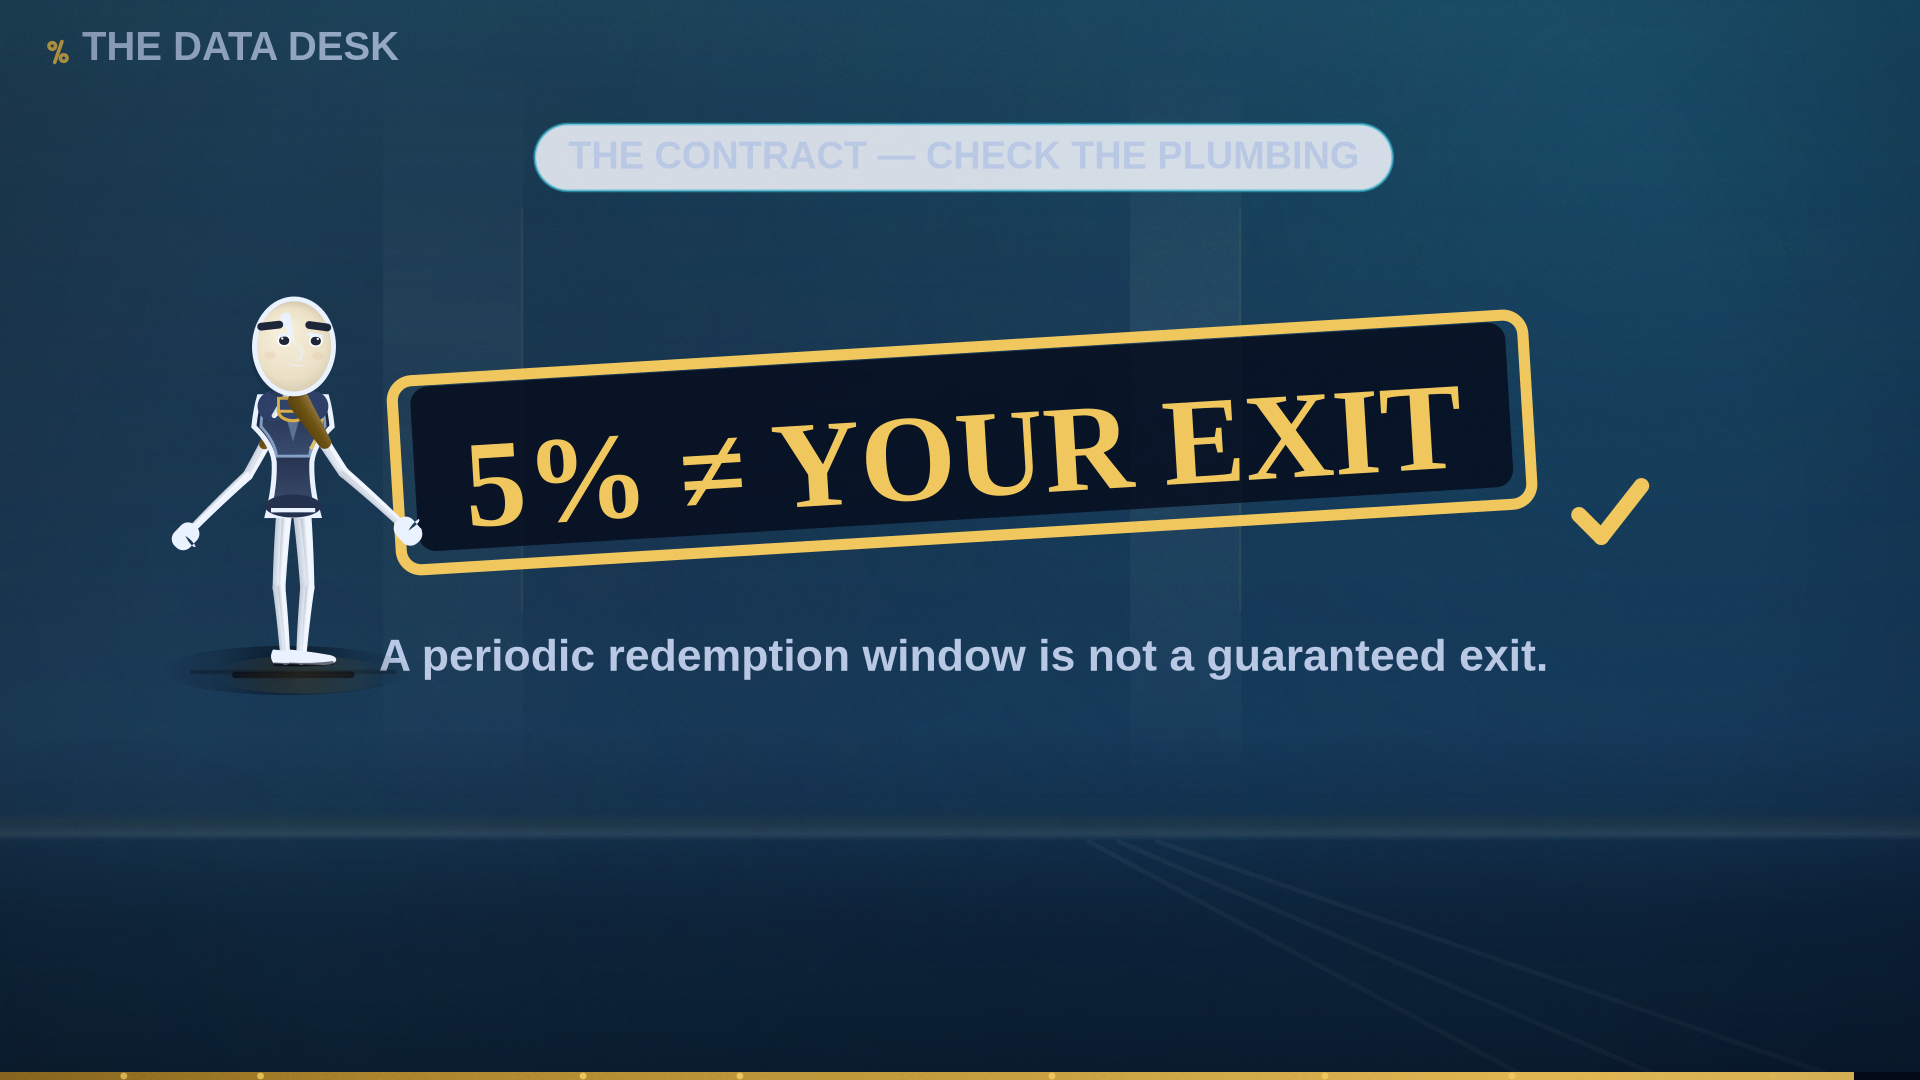 % THE DATA DESK
THE CONTRACT — CHECK THE PLUMBING
5% ≠ YOUR EXIT
A periodic redemption window is not a guaranteed exit.